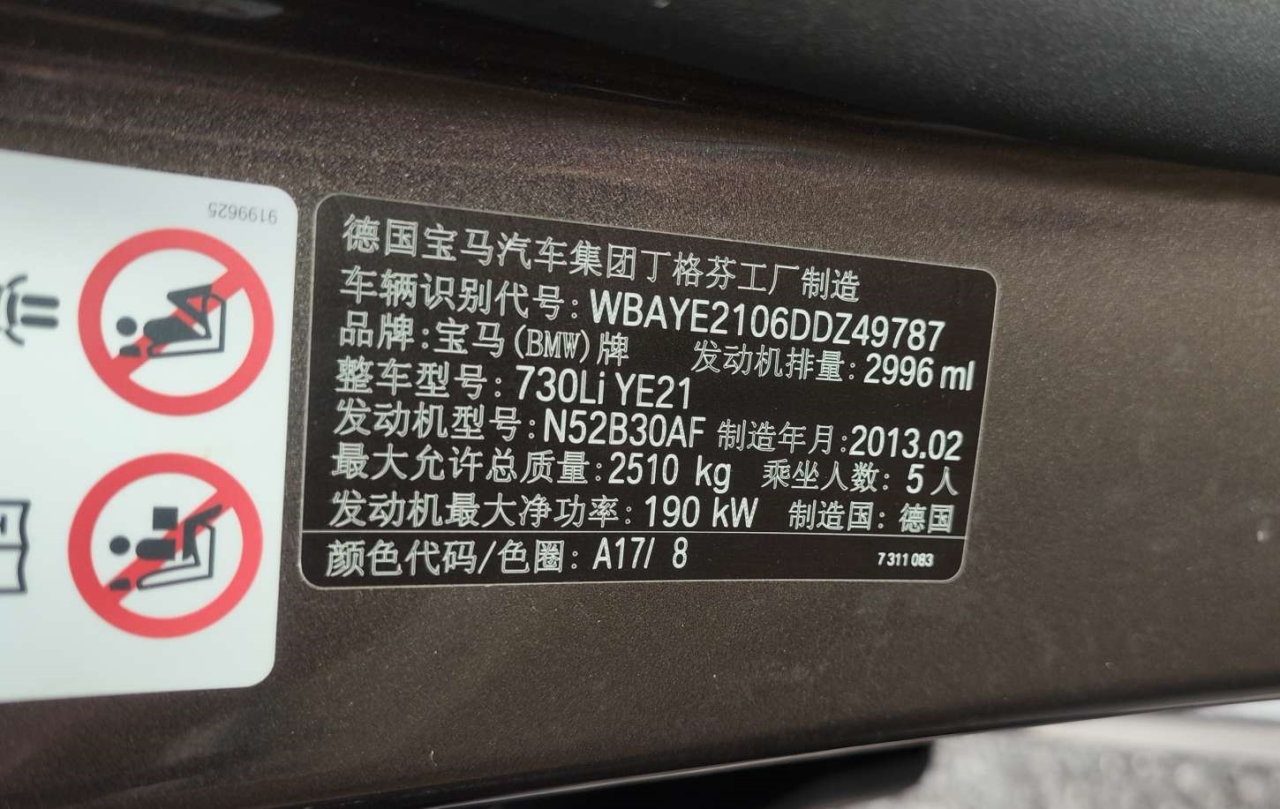 9199625
德国宝马汽车集团丁格芬工厂制造
车辆识别代号: WBAYE2106DDZ49787
品牌: 宝马(BMW)牌 发动机排量: 2996 ml
整车型号: 730Li YE21
发动机型号: N52B30AF 制造年月: 2013.02
最大允许总质量: 2510 kg 乘坐人数: 5 人
发动机最大净功率: 190 kW 制造国: 德国
颜色代码/色圈: A17/ 8 7 311 083